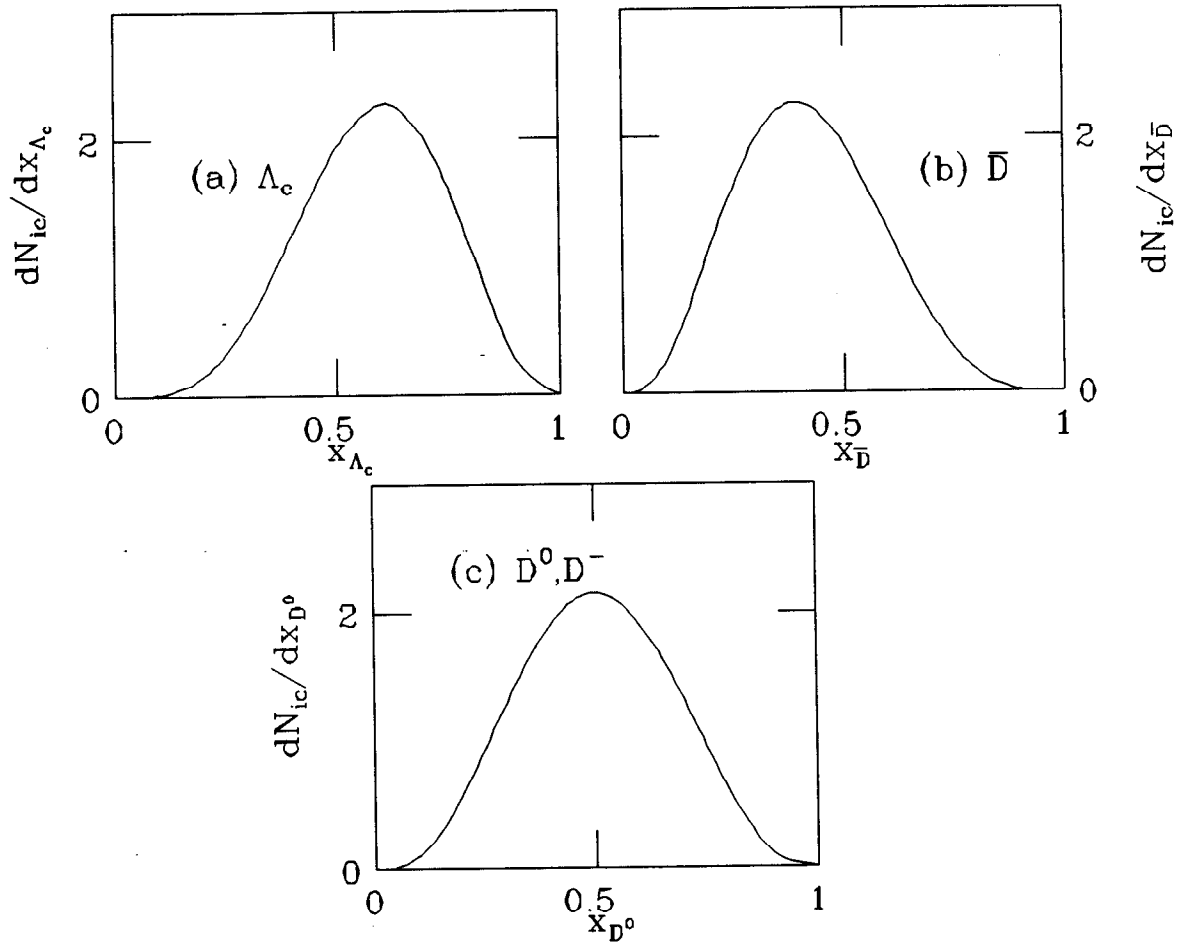 dN_ic/dx_Λc
2
0
(a) Λ_c
0 0.5 1
x_Λc
(b) D̅
dN_ic/dx_D̅
2
0
0 0.5 1
x_D̅
dN_ic/dx_D⁰
2
0
(c) D⁰,D⁻
0 0.5 1
x_D⁰